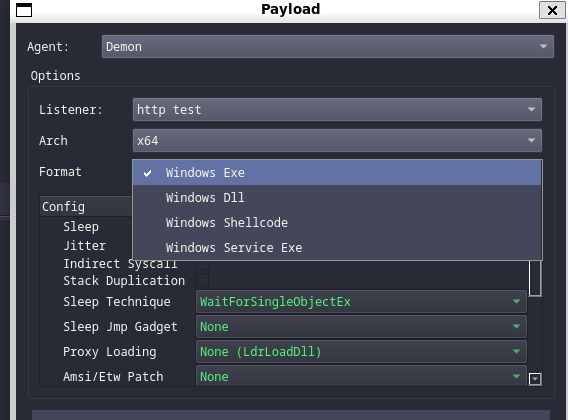 Payload
Agent: Demon
Options
Listener: http test
Arch x64
Format
Windows Exe
Windows Dll
Windows Shellcode
Windows Service Exe
Config
Sleep
Jitter
Indirect Syscall
Stack Duplication
Sleep Technique WaitForSingleObjectEx
Sleep Jmp Gadget None
Proxy Loading None (LdrLoadDll)
Amsi/Etw Patch None